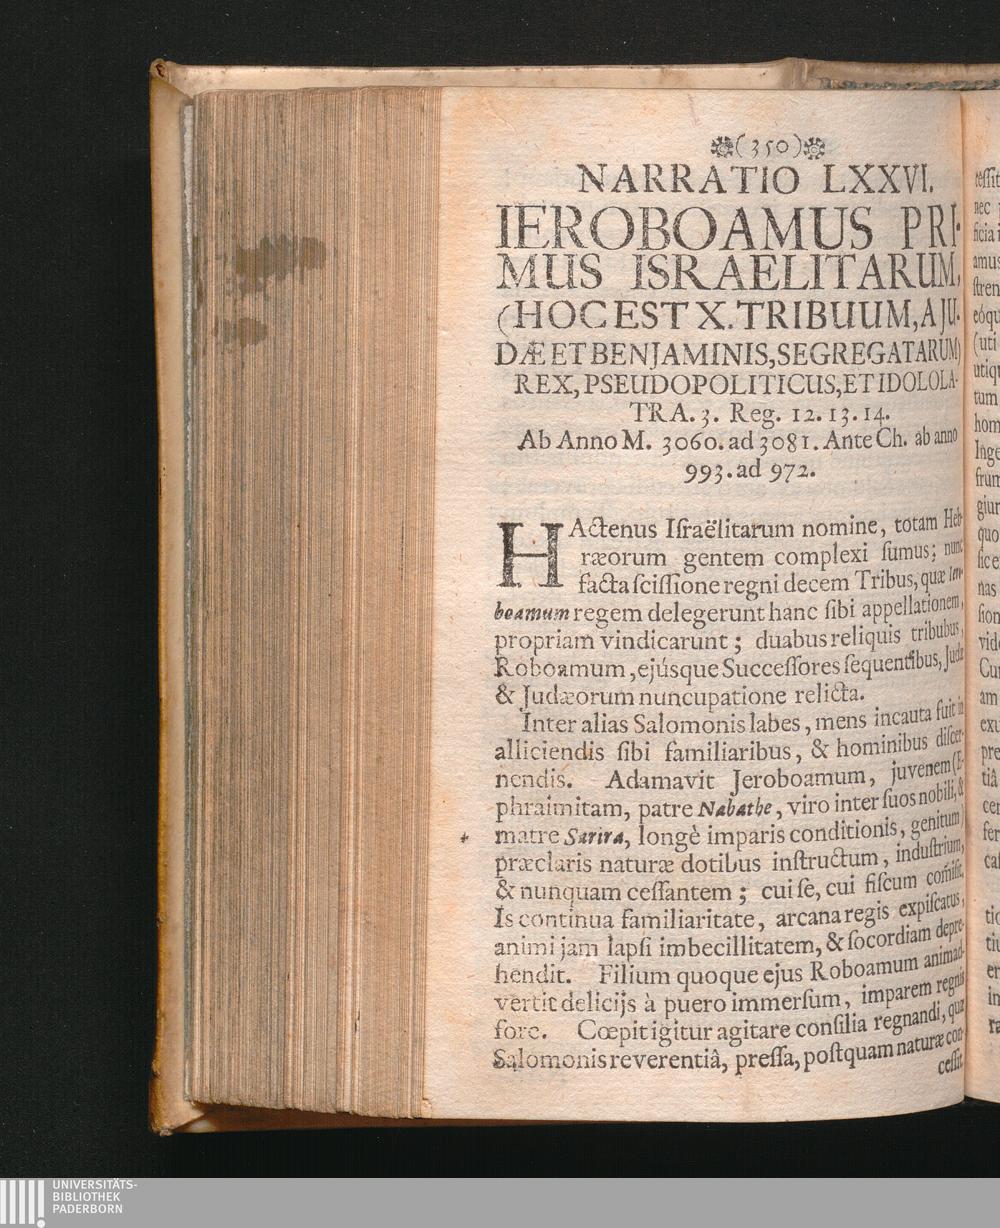 (350)
NARRATIO LXXVI.
IEROBOAMUS PRI-
MUS ISRAELITARUM,
(HOC EST X. TRIBUUM, A JU-
DÆ ET BENJAMINIS, SEGREGATARUM)
REX, PSEUDOPOLITICUS, ET IDOLOLA-
TRA. 3. Reg. 12. 13. 14.
Ab Anno M. 3060. ad 3081. Ante Ch. ab anno
993. ad 972.
HActenus Iſraëlitarum nomine, totam Heb-
ræorum gentem complexi ſumus; nunc
facta ſciſſione regni decem Tribus, quæ Iero-
boamum regem delegerunt hanc ſibi appellationem,
propriam vindicarunt; duabus reliquis tribubus,
Roboamum, ejúsque Succeſſores ſequentibus, Judæ
& Judæorum nuncupatione relicta.
Inter alias Salomonis labes, mens incauta fuit in
alliciendis ſibi familiaribus, & hominibus diſcer-
nendis. Adamavit Jeroboamum, juvenem (E-
phraimitam, patre Nabathe, viro inter ſuos nobili, &
matre Sarira, longè imparis conditionis, genitum)
præclaris naturæ dotibus inſtructum, induſtrium,
& nunquam ceſſantem; cui ſe, cui fiſcum com̃iſit.
Is continua familiaritate, arcana regis expiſcatus,
animi jam lapſi imbecillitatem, & ſocordiam depre-
hendit. Filium quoque ejus Roboamum animad-
vertit delicijs à puero immerſum, imparem regnis
fore. Cœpit igitur agitare conſilia regnandi, quæ
Salomonis reverentiâ, preſſa, poſtquam naturæ con-
ceſſit.
UNIVERSITÄTS-
BIBLIOTHEK
PADERBORN